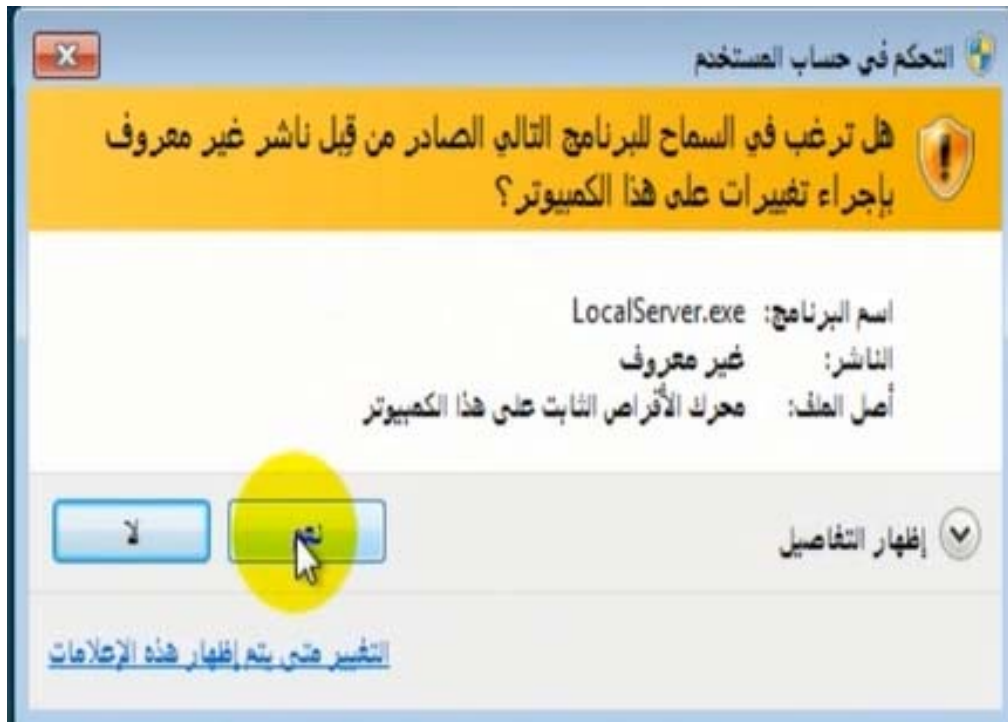 التحكم في حساب المستخدم
هل ترغب في السماح للبرنامج التالي الصادر من قِبل ناشر غير معروف
بإجراء تغييرات على هذا الكمبيوتر؟
اسم البرنامج: LocalServer.exe
الناشر: غير معروف
أصل الملف: محرك الأقراص الثابت على هذا الكمبيوتر
إظهار التفاصيل
نعم
لا
التغيير متى يتم إظهار هذه الإعلامات